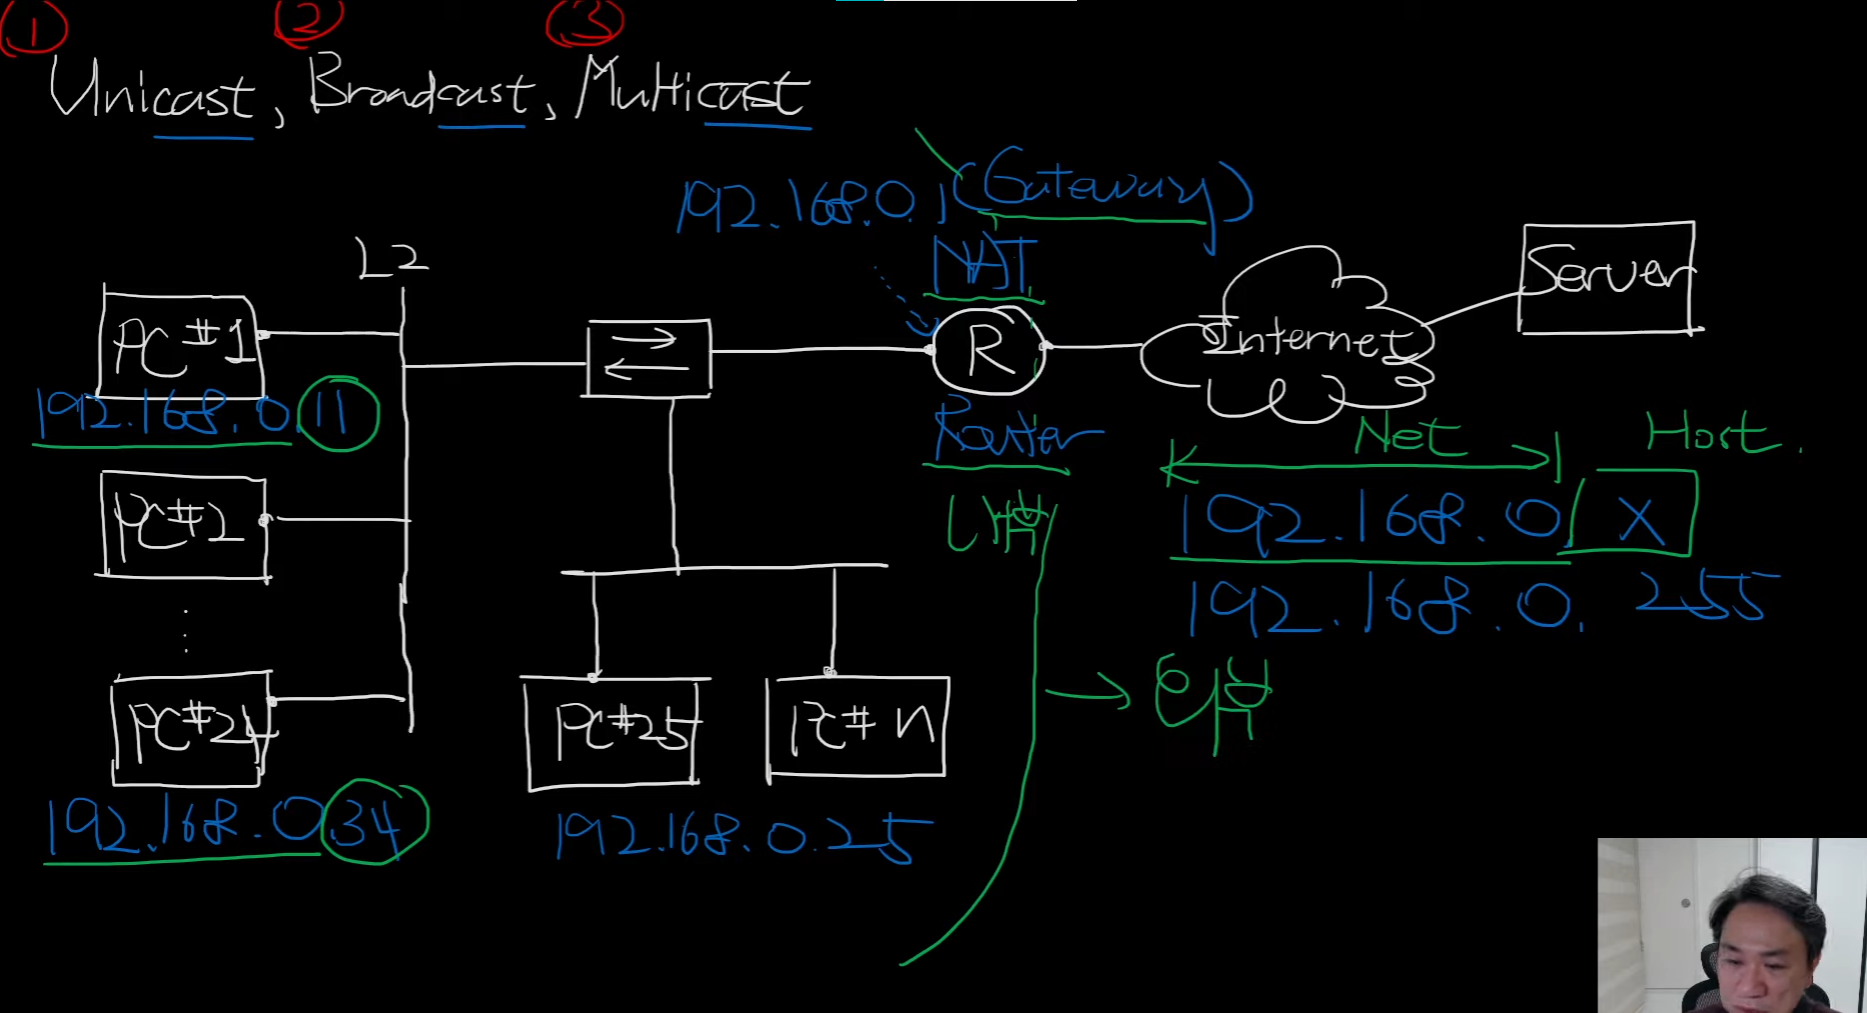 ① ② ③
Unicast, Broadcast, Multicast
192.168.0.1 (Gateway)
NAT
L2
PC#1
R
Internet
Server
192.168.0.11
Router
Net
Host.
PC#2
내부
192.168.0.X
192.168.0.255
외부
PC#24
PC#25
PC#n
192.168.0.34
192.168.0.25